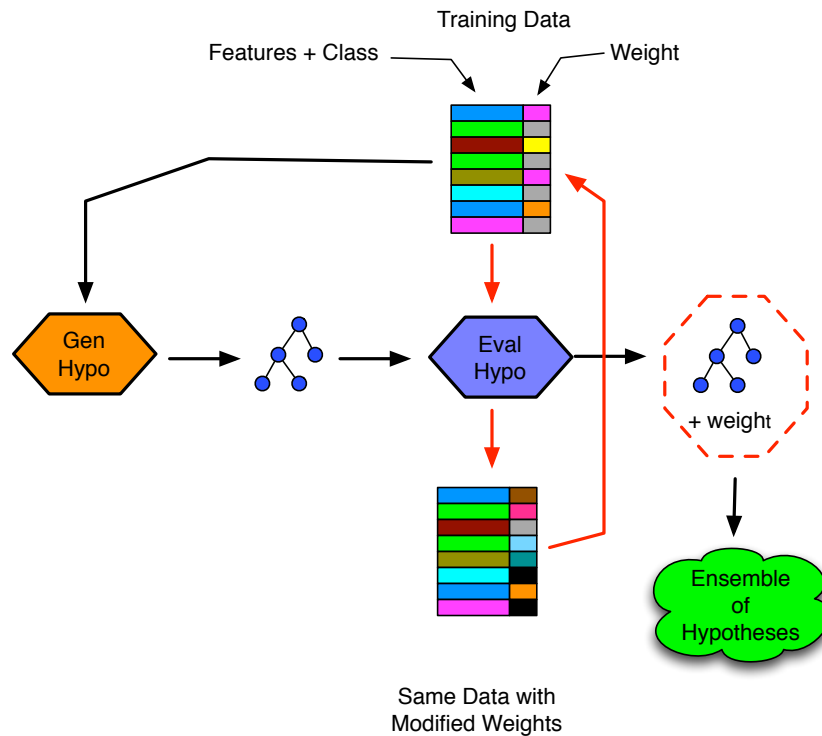 Training Data
Features + Class
Weight
Gen
Hypo
Eval
Hypo
+ weight
Ensemble
of
Hypotheses
Same Data with
Modified Weights